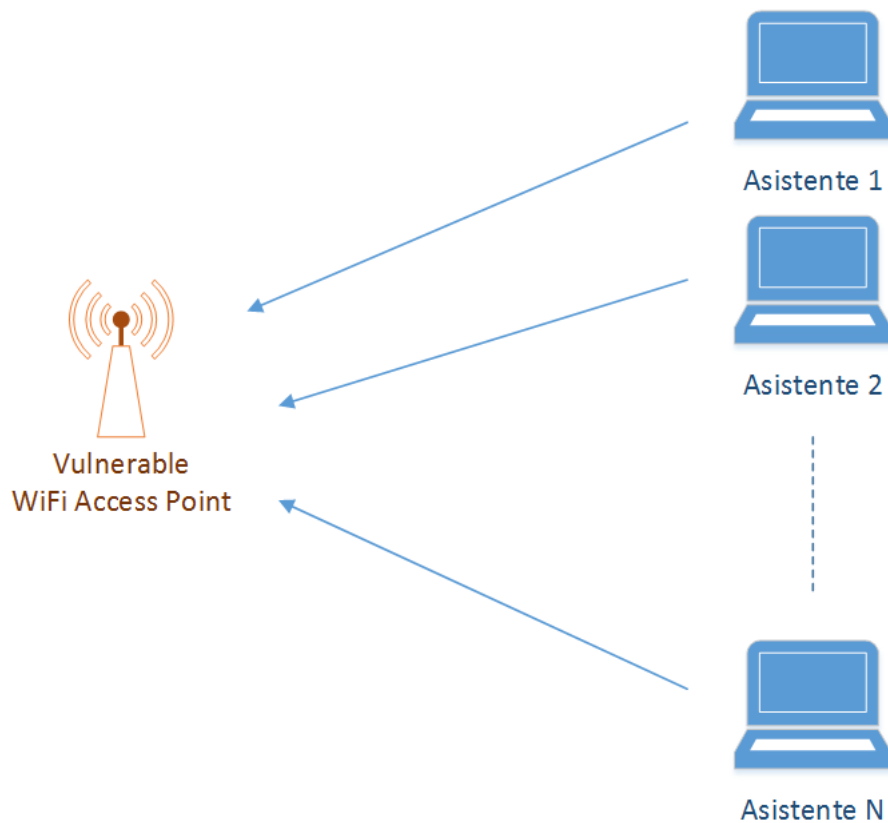 Asistente 1
Asistente 2
Vulnerable
WiFi Access Point
Asistente N